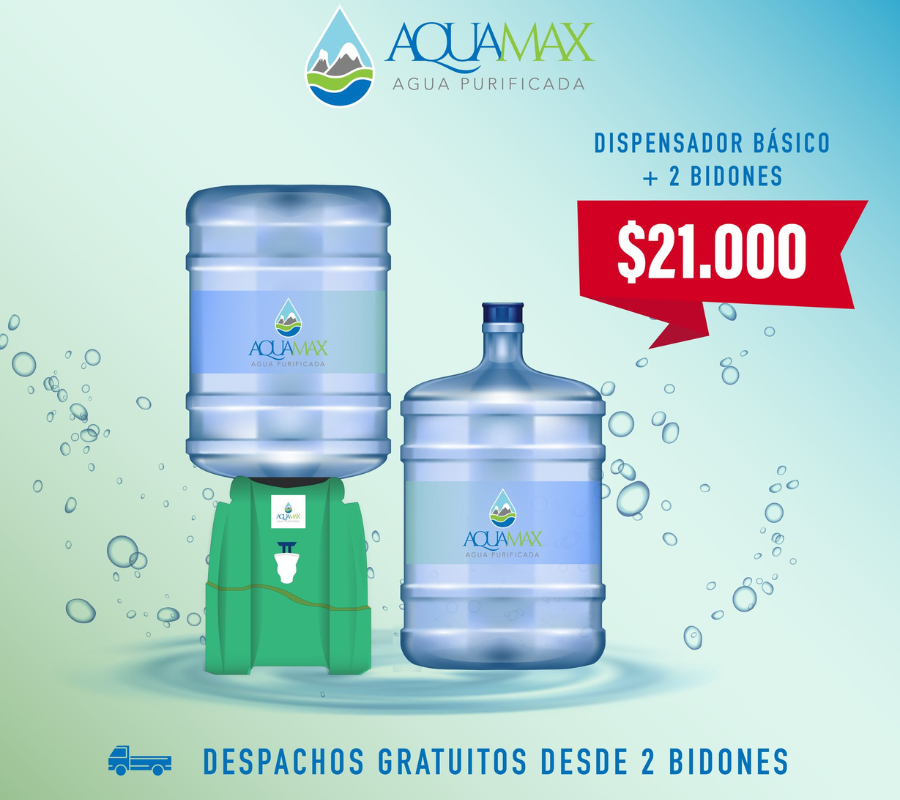 AQUAMAX
AGUA PURIFICADA
DISPENSADOR BÁSICO
+ 2 BIDONES
$21.000
AQUAMAX
AGUA PURIFICADA
AQUAMAX
AQUAMAX
AGUA PURIFICADA
DESPACHOS GRATUITOS DESDE 2 BIDONES